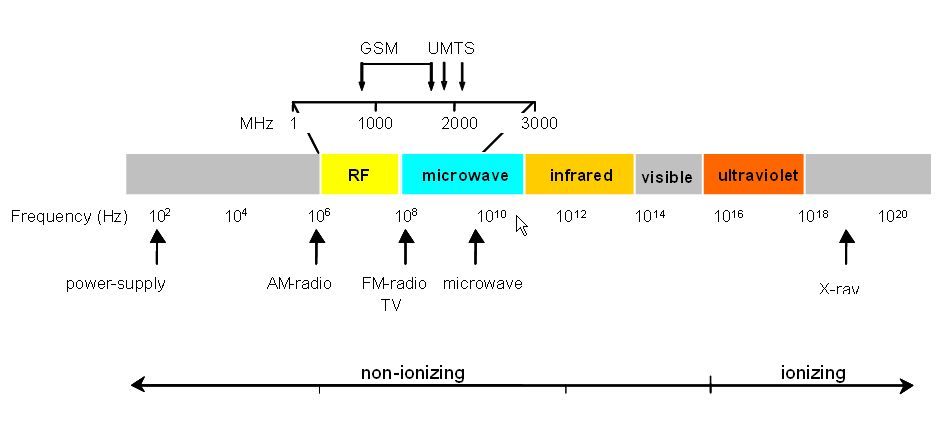 GSM UMTS
MHz 1 1000 2000 3000
RF microwave infrared visible ultraviolet
Frequency (Hz) 10² 10⁴ 10⁶ 10⁸ 10¹⁰ 10¹² 10¹⁴ 10¹⁶ 10¹⁸ 10²⁰
power-supply AM-radio FM-radio microwave X-ray
TV
non-ionizing ionizing